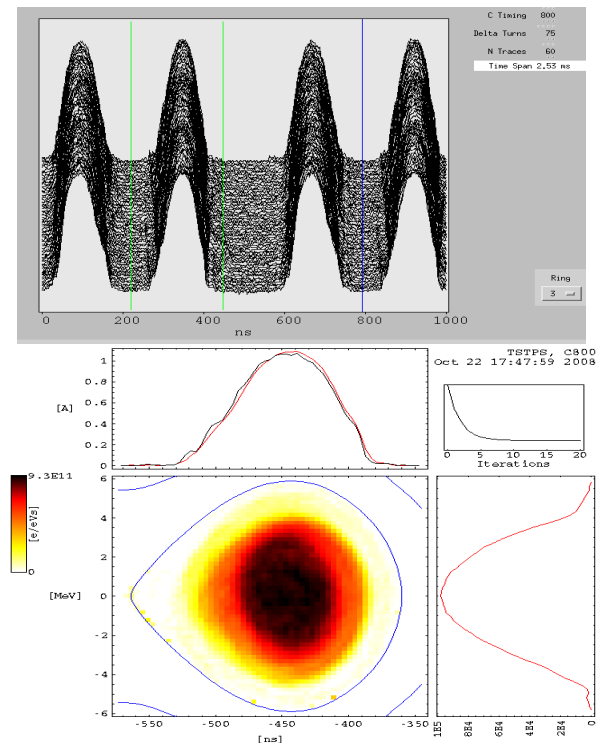 C Timing 800
Delta Turns 75
N Traces 60
Time Span 2.53 ms
Ring
3
0 200 400 600 800 1000
ns
TSTPS, C800
Oct 22 17:47:59 2008
1
0.8
0.6
[A]
0.4
0.2
0
0 5 10 15 20
Iterations
9.3E11
[e/eVs]
0
6
4
2
[MeV] 0
-2
-4
-6
-550 -500 -450 -400 -350
[ns]
1E5 8E4 6E4 4E4 2E4 0